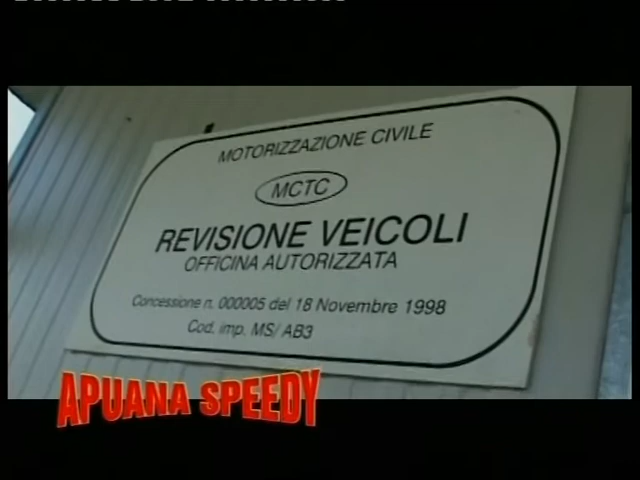 MOTORIZZAZIONE CIVILE
MCTC
REVISIONE VEICOLI
OFFICINA AUTORIZZATA
Concessione n. 000005 del 18 Novembre 1998
Cod. imp. MS/AB3
APUANA SPEEDY